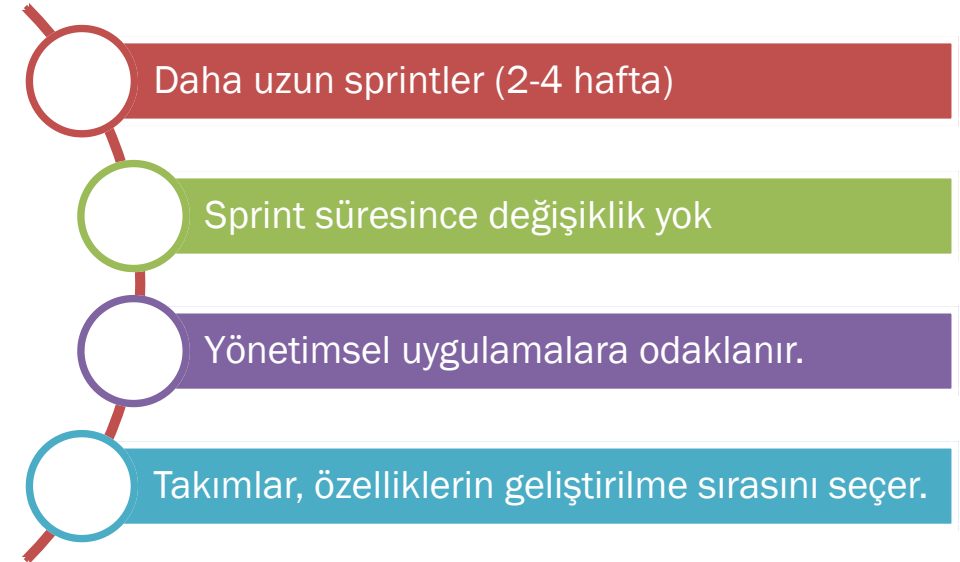 Daha uzun sprintler (2-4 hafta)
Sprint süresince değişiklik yok
Yönetimsel uygulamalara odaklanır.
Takımlar, özelliklerin geliştirilme sırasını seçer.